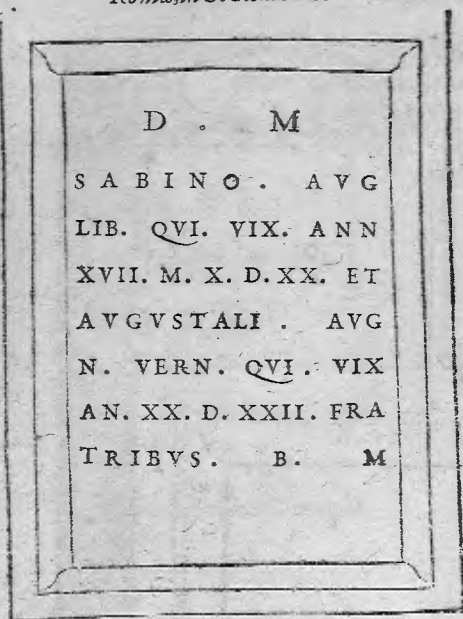 D . M
SABINO . AVG
LIB. QVI. VIX. ANN
XVII. M. X. D. XX. ET
AVGVSTALI . AVG
N. VERN. QVI . VIX
AN. XX. D. XXII. FRA
TRIBVS. B. M